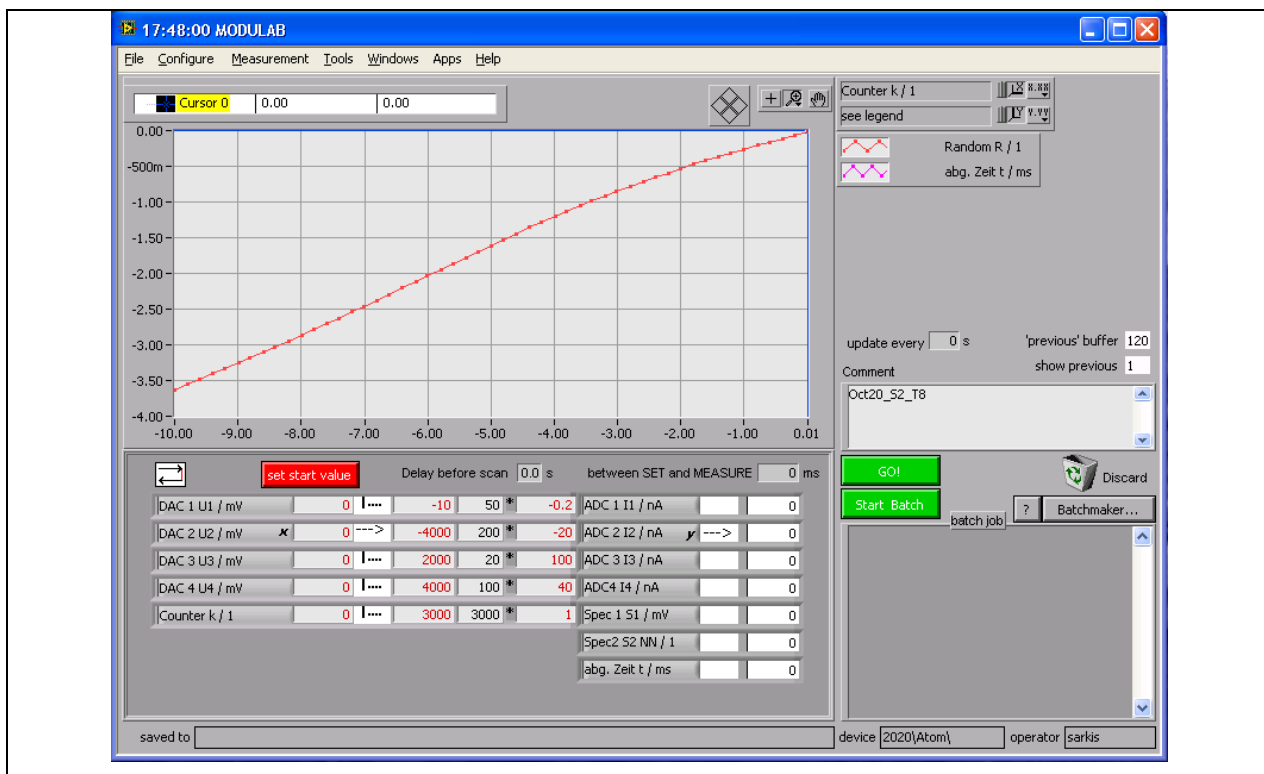 17:48:00 MODULAB
File Configure Measurement Tools Windows Apps Help
Cursor 0 0.00 0.00
Counter k / 1 X x.xx
see legend Y y.yy
Random R / 1
abg. Zeit t / ms
0.00
-500m
-1.00
-1.50
-2.00
-2.50
-3.00
-3.50
-4.00
-10.00 -9.00 -8.00 -7.00 -6.00 -5.00 -4.00 -3.00 -2.00 -1.00 0.01
update every 0 s 'previous' buffer 120
show previous 1
Comment
Oct20_S2_T8
set start value Delay before scan 0.0 s between SET and MEASURE 0 ms
DAC 1 U1 / mV 0 -10 50 * -0.2 ADC 1 I1 / nA 0
DAC 2 U2 / mV x 0 ---> -4000 200 * -20 ADC 2 I2 / nA y ---> 0
DAC 3 U3 / mV 0 2000 20 * 100 ADC 3 I3 / nA 0
DAC 4 U4 / mV 0 4000 100 * 40 ADC4 I4 / nA 0
Counter k / 1 0 3000 3000 * 1 Spec 1 S1 / mV 0
Spec2 S2 NN / 1 0
abg. Zeit t / ms 0
GO! Discard
Start Batch batch job ? Batchmaker...
saved to device 2020\Atom\ operator sarkis